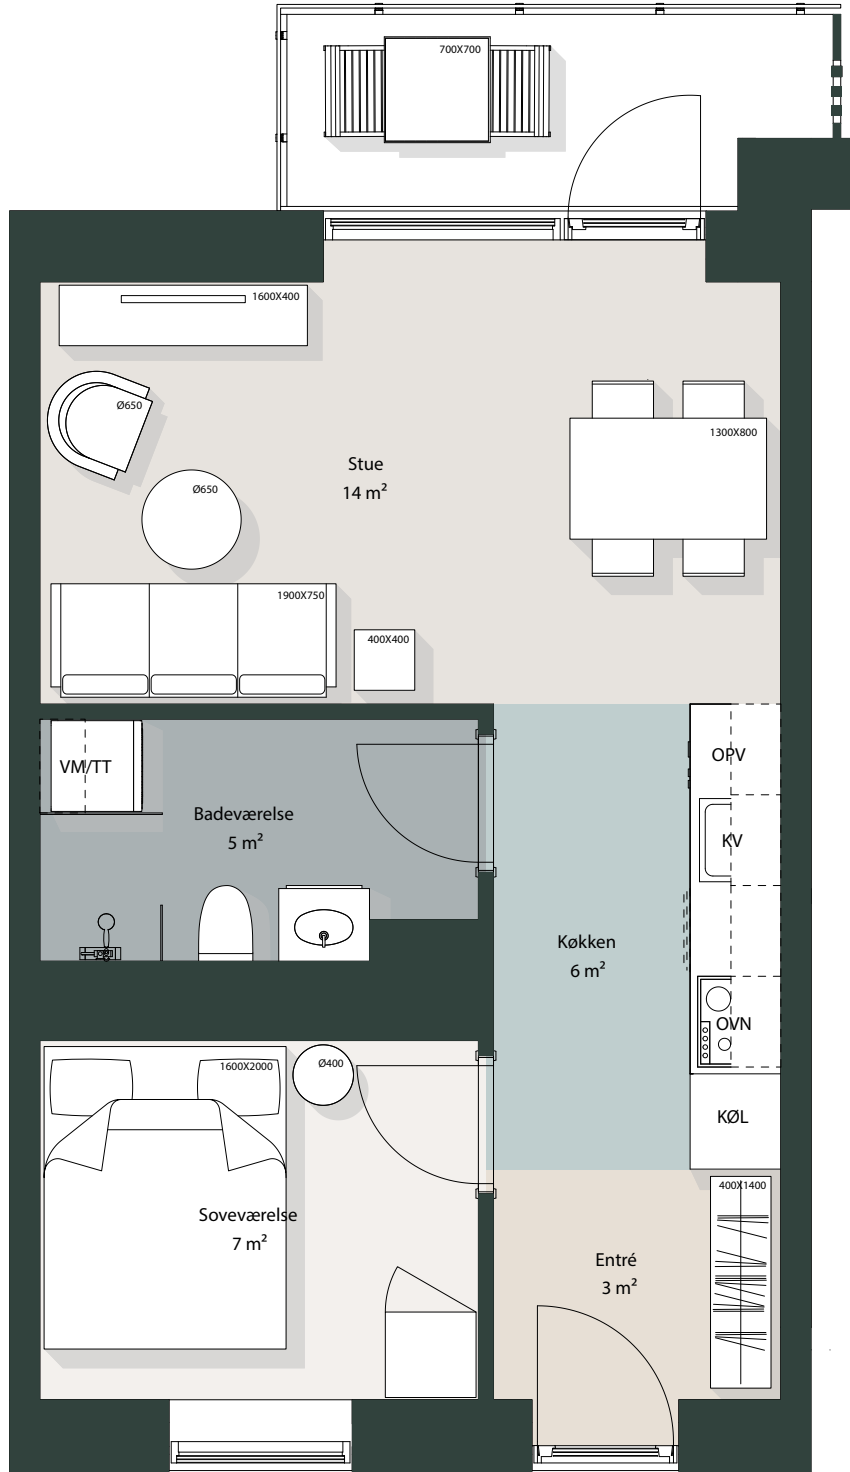 700X700
1600X400
Ø650
1300X800
Stue
14 m²
Ø650
1900X750
400X400
VM/TT
OPV
Badeværelse
5 m²
KV
Køkken
6 m²
OVN
1600X2000
Ø400
KØL
400X1400
Soveværelse
7 m²
Entré
3 m²